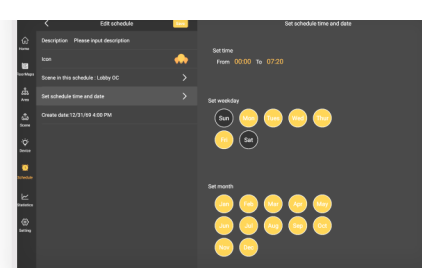 Edit schedule
Set schedule time and date
Home
Area
Scene
Device
Schedule
Statistics
Setting
Description Please input description
Icon
Scene in this schedule : Lobby OC
Set schedule time and date
Create date:12/31/69 4:00 PM
Set time
From 00:00 To 07:20
Set weekday
Sun Mon Tues Wed Thur
Fri Sat
Set month
Jan Feb Mar Apr May
Jun Jul Aug Sep Oct
Nov Dec